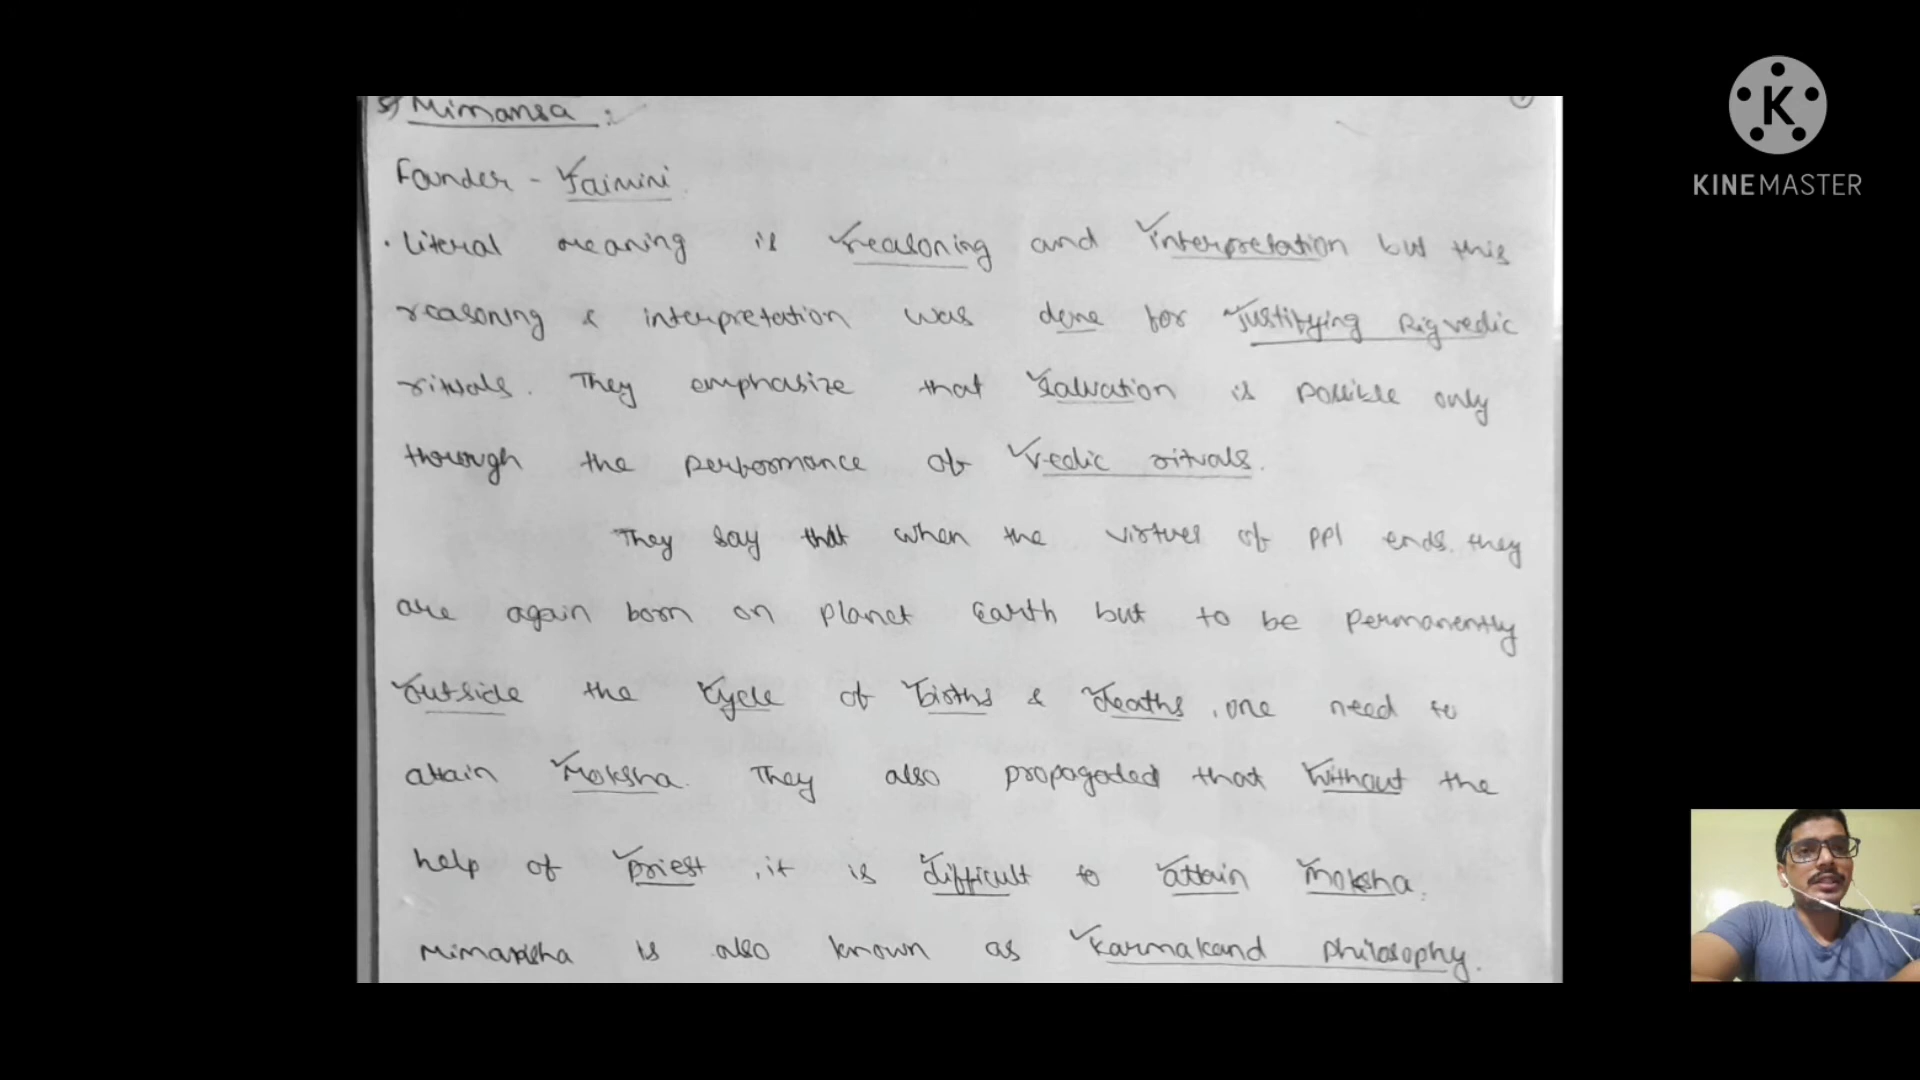 5) Mimansa :
Founder - Jaimini.
. Literal meaning is reasoning and interpretation but this
reasoning & interpretation was done for justifying Rigvedic
rituals. They emphasize that salvation is possible only
through the performance of vedic rituals.
They say that when the virtues of ppl ends. they
are again born on planet Earth but to be permanently
outside the cycle of births & deaths, one need to
attain Moksha. They also propogated that without the
help of priest, it is difficult to attain moksha.
Mimansha is also known as Karmakand philosophy.
K
KINEMASTER